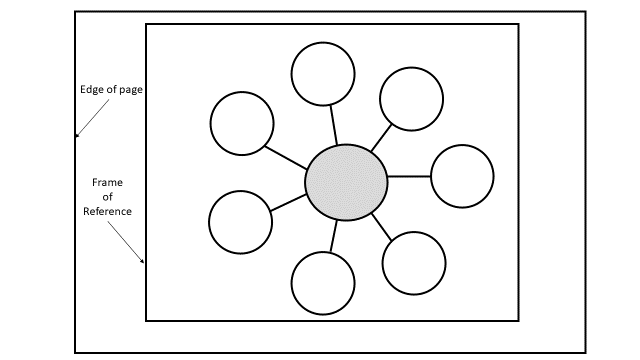 Edge of page
Frame
of
Reference